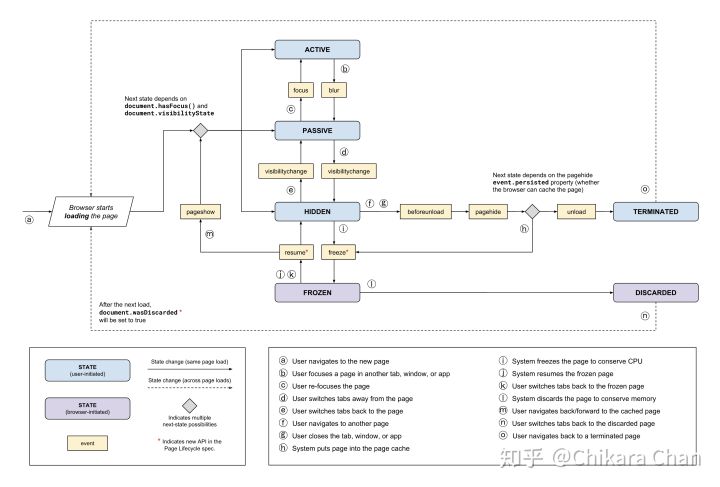 ACTIVE
ⓑ
focus
blur
ⓒ
Next state depends on
document.hasFocus() and
document.visibilityState
PASSIVE
ⓓ
visibilitychange
visibilitychange
ⓔ
Next state depends on the pagehide
event.persisted property (whether
the browser can cache the page)
Browser starts
loading the page
ⓐ
pageshow
HIDDEN
ⓕ ⓖ
beforeunload
pagehide
unload
ⓞ
TERMINATED
ⓗ
ⓜ
ⓘ
resume*
freeze*
ⓙ ⓚ
FROZEN
ⓛ
DISCARDED
ⓝ
After the next load,
document.wasDiscarded *
will be set to true
STATE
(user-initiated)
STATE
(browser-initiated)
event
State change (same page load)
State change (across page loads)
Indicates multiple
next-state possibilities
* Indicates new API in the
Page Lifecycle spec.
ⓐ User navigates to the new page
ⓑ User focuses a page in another tab, window, or app
ⓒ User re-focuses the page
ⓓ User switches tabs away from the page
ⓔ User switches tabs back to the page
ⓕ User navigates to another page
ⓖ User closes the tab, window, or app
ⓗ System puts page into the page cache
ⓘ System freezes the page to conserve CPU
ⓙ System resumes the frozen page
ⓚ User switches tabs back to the frozen page
ⓛ System discards the page to conserve memory
ⓜ User navigates back/forward to the cached page
ⓝ User switches tabs back to the discarded page
ⓞ User navigates back to a terminated page
知乎 @Chikara Chan